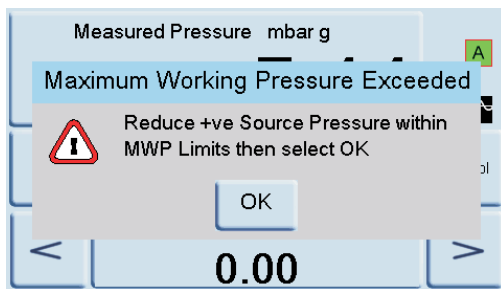 Measured Pressure mbar g
A
Maximum Working Pressure Exceeded
Reduce +ve Source Pressure within
MWP Limits then select OK
OK
<
0.00
>